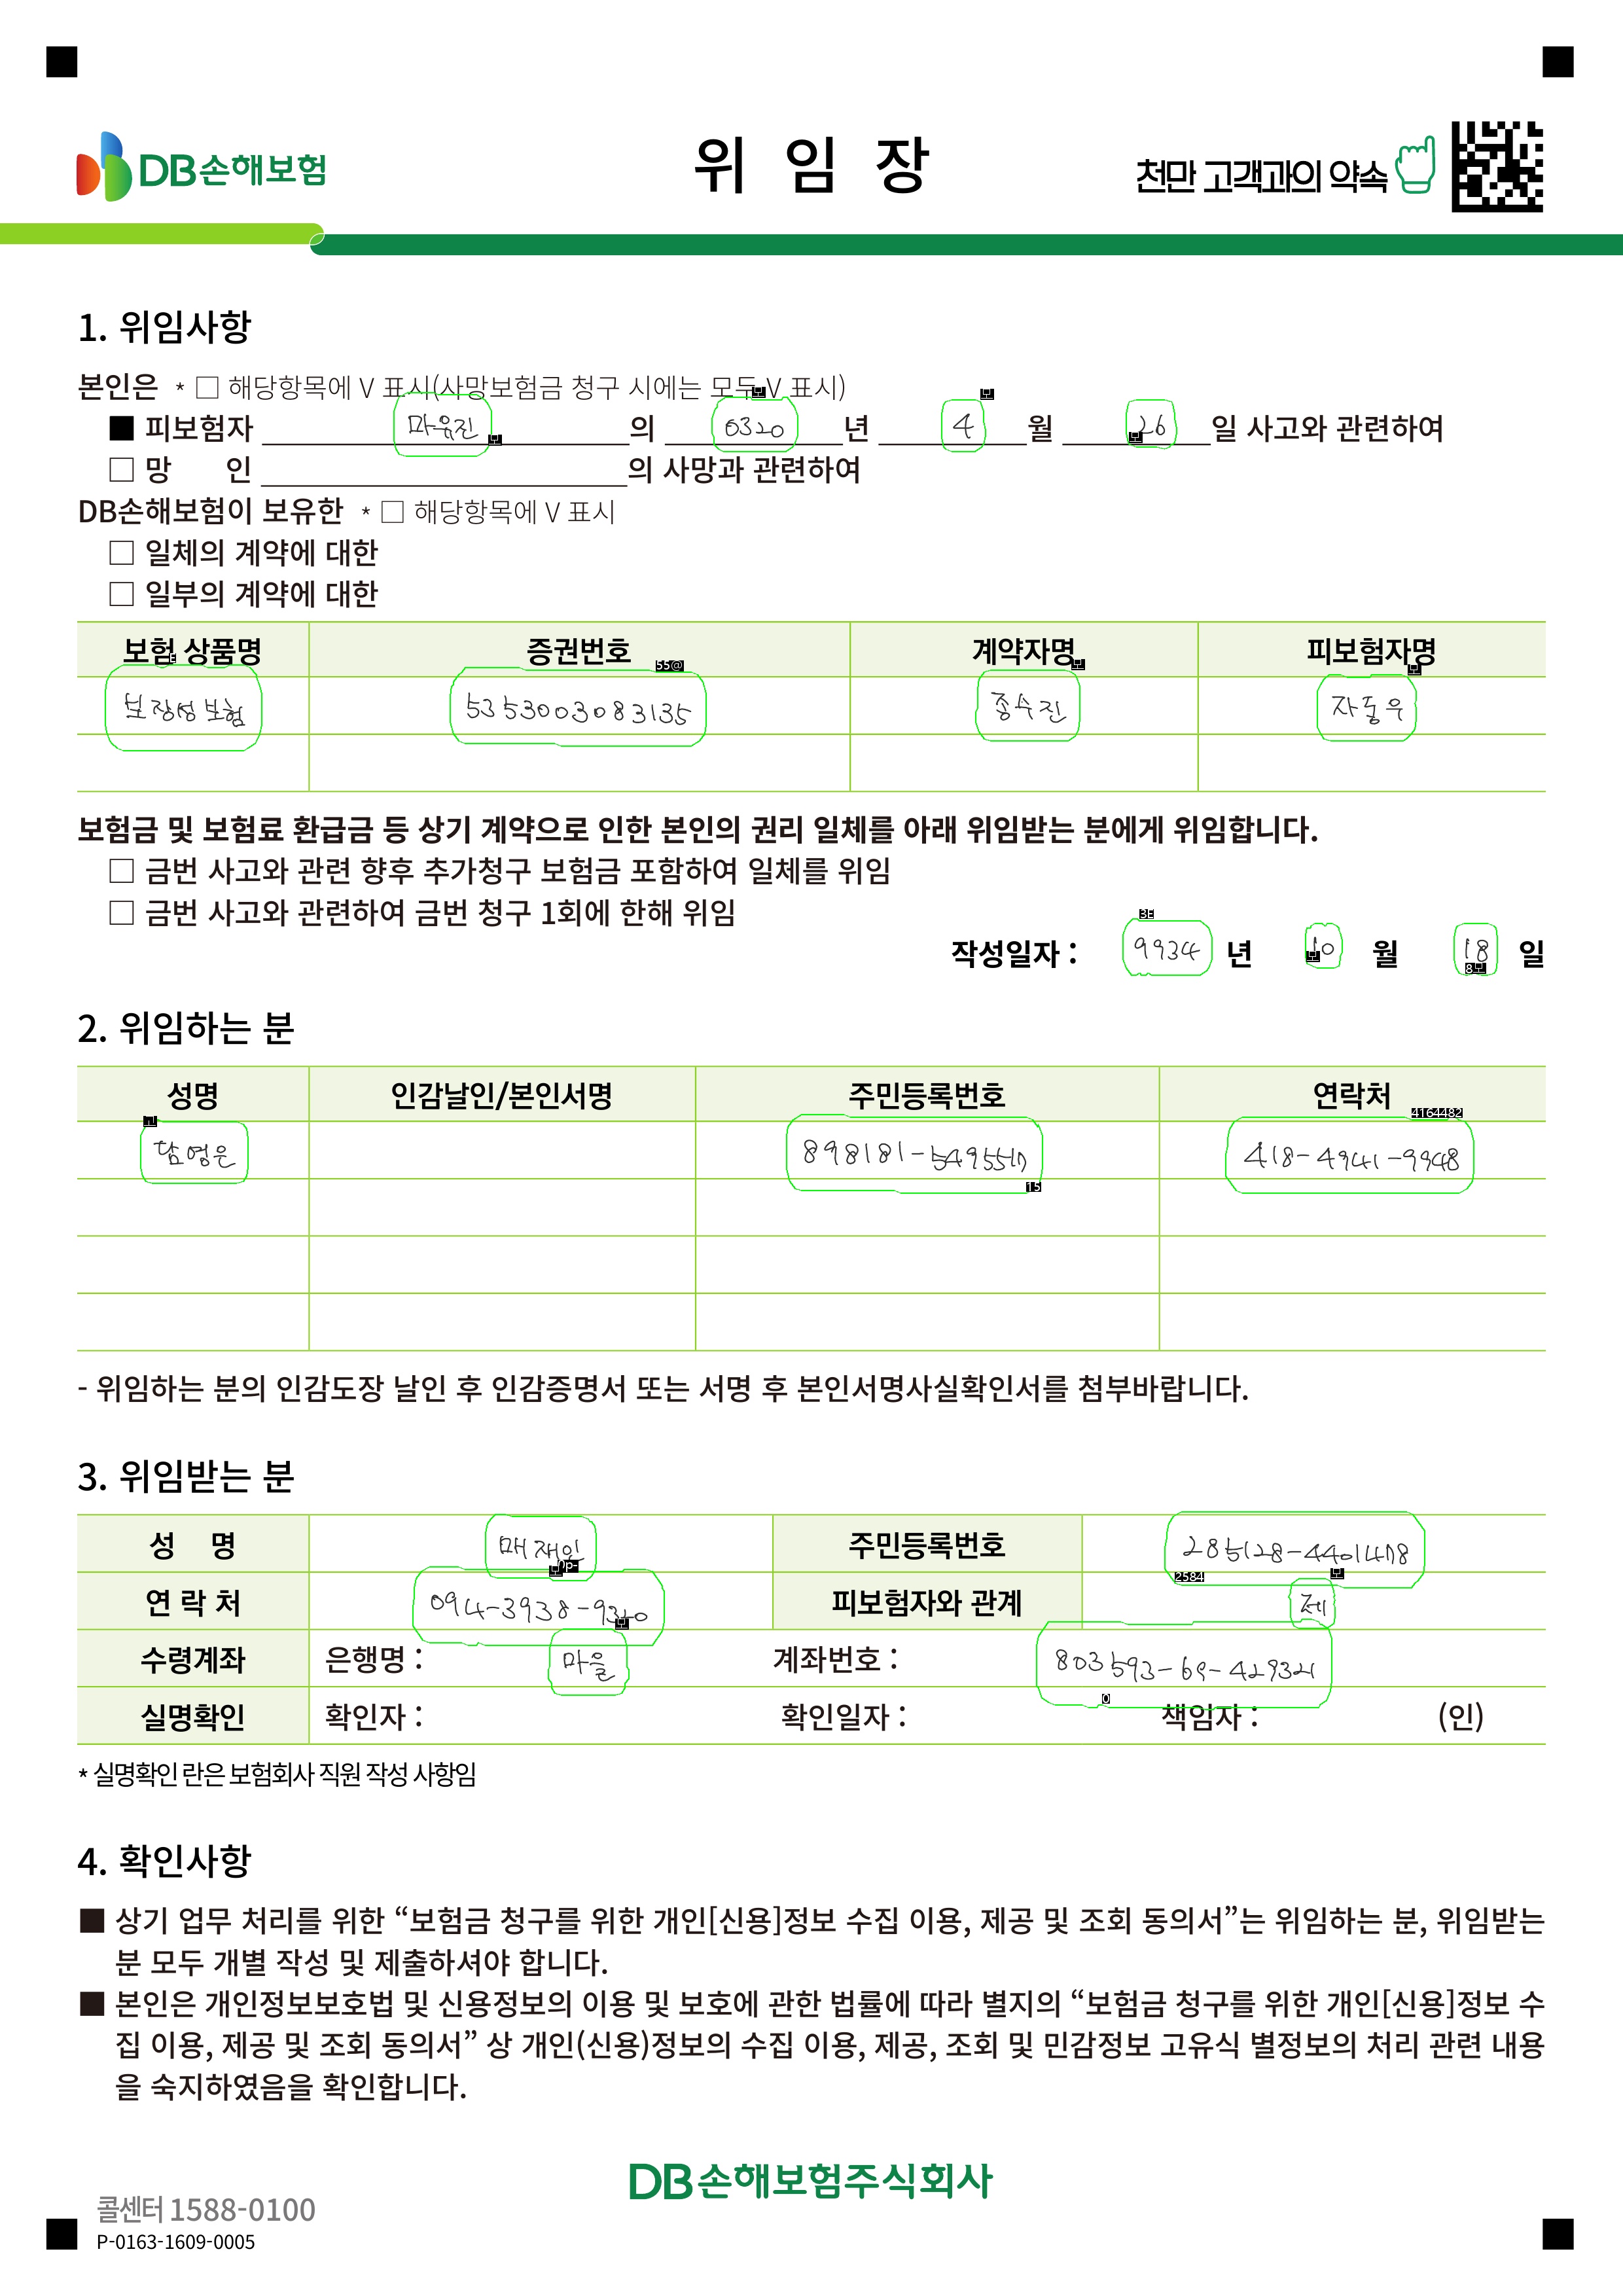 DB손해보험
위 임 장
천만 고객과의 약속
1. 위임사항
본인은 * □ 해당항목에 V 표시(사망보험금 청구 시에는 모두 V 표시)
■ 피보험자 마윰진 의 0320 년 4 월 26 일 사고와 관련하여
□ 망 인 의 사망과 관련하여
DB손해보험이 보유한 * □ 해당항목에 V 표시
□ 일체의 계약에 대한
□ 일부의 계약에 대한
보험 상품명 증권번호 계약자명 피보험자명
55@
보장성보험 5353003083135 종수진 자동우
보험금 및 보험료 환급금 등 상기 계약으로 인한 본인의 권리 일체를 아래 위임받는 분에게 위임합니다.
□ 금번 사고와 관련 향후 추가청구 보험금 포함하여 일체를 위임
□ 금번 사고와 관련하여 금번 청구 1회에 한해 위임
3E
작성일자 : 9934 년 10 월 18 일
2. 위임하는 분
성명 인감날인/본인서명 주민등록번호 연락처
4164482
담영은 898181- 418-4941-9948
15
- 위임하는 분의 인감도장 날인 후 인감증명서 또는 서명 후 본인서명사실확인서를 첨부바랍니다.
3. 위임받는 분
성 명 매재인 주민등록번호 285128-
2584
연 락 처 094-3938-9320 피보험자와 관계 제
수령계좌 은행명 : 마을 계좌번호 : 803593-69-429321
0
실명확인 확인자 : 확인일자 : 책임자 : (인)
* 실명확인 란은 보험회사 직원 작성 사항임
4. 확인사항
■ 상기 업무 처리를 위한 “보험금 청구를 위한 개인[신용]정보 수집 이용, 제공 및 조회 동의서”는 위임하는 분, 위임받는
분 모두 개별 작성 및 제출하셔야 합니다.
■ 본인은 개인정보보호법 및 신용정보의 이용 및 보호에 관한 법률에 따라 별지의 “보험금 청구를 위한 개인[신용]정보 수
집 이용, 제공 및 조회 동의서” 상 개인(신용)정보의 수집 이용, 제공, 조회 및 민감정보 고유식 별정보의 처리 관련 내용
을 숙지하였음을 확인합니다.
DB손해보험주식회사
콜센터 1588-0100
P-0163-1609-0005